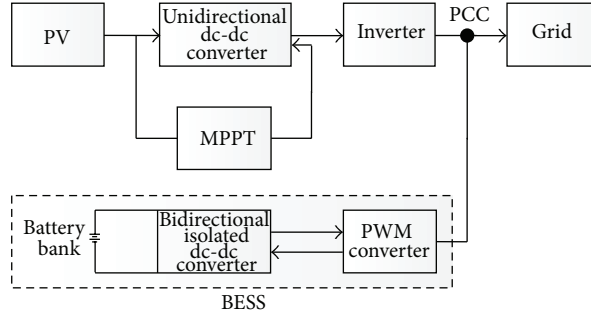 PV
Unidirectional
dc-dc
converter
Inverter
PCC
Grid
MPPT
Battery
bank
Bidirectional
isolated
dc-dc
converter
PWM
converter
BESS